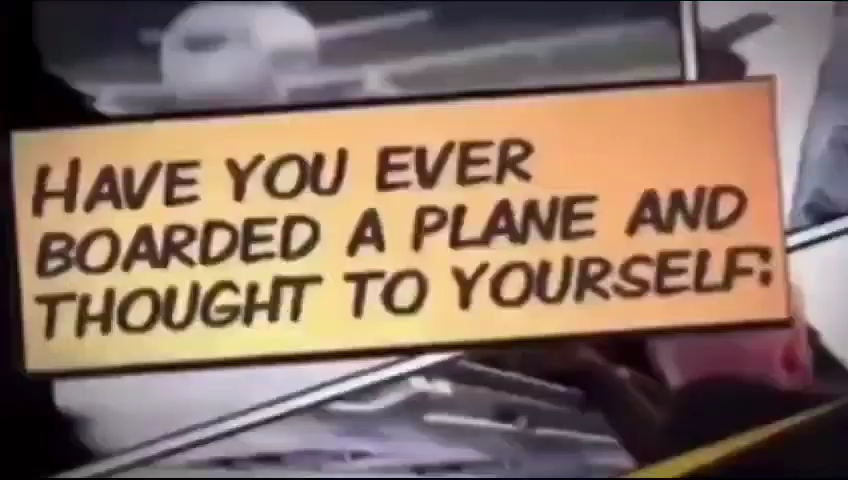 HAVE YOU EVER
BOARDED A PLANE AND
THOUGHT TO YOURSELF: